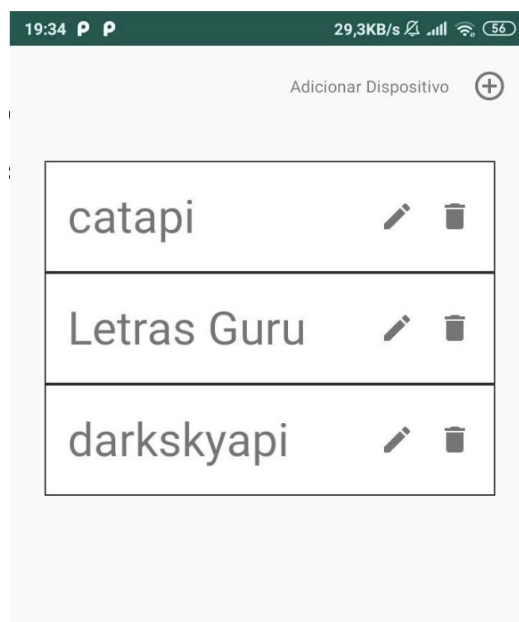 19:34 P P 29,3KB/s 56
Adicionar Dispositivo
catapi
Letras Guru
darkskyapi